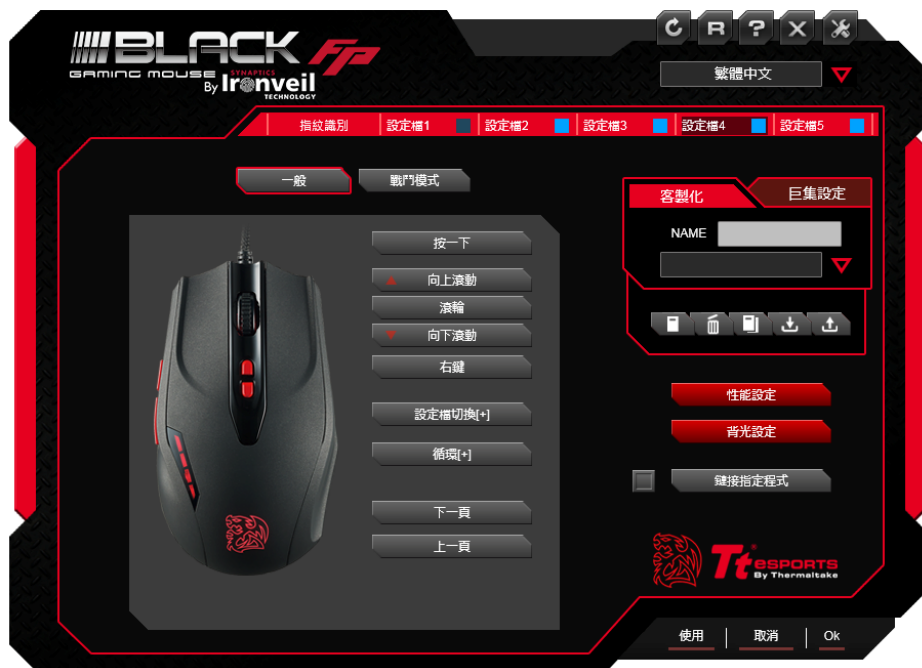 BLACK FP
GAMING MOUSE
SYNAPTICS
By Ironveil
TECHNOLOGY
R ? X
繁體中文
指紋識別 設定檔1 設定檔2 設定檔3 設定檔4 設定檔5
一般 戰鬥模式
客製化 巨集設定
NAME
按一下
向上滾動
滾輪
向下滾動
右鍵
設定檔切換[+]
循環[+]
下一頁
上一頁
性能設定
背光設定
鍵接指定程式
Tt eSPORTS
By Thermaltake
使用 取消 Ok